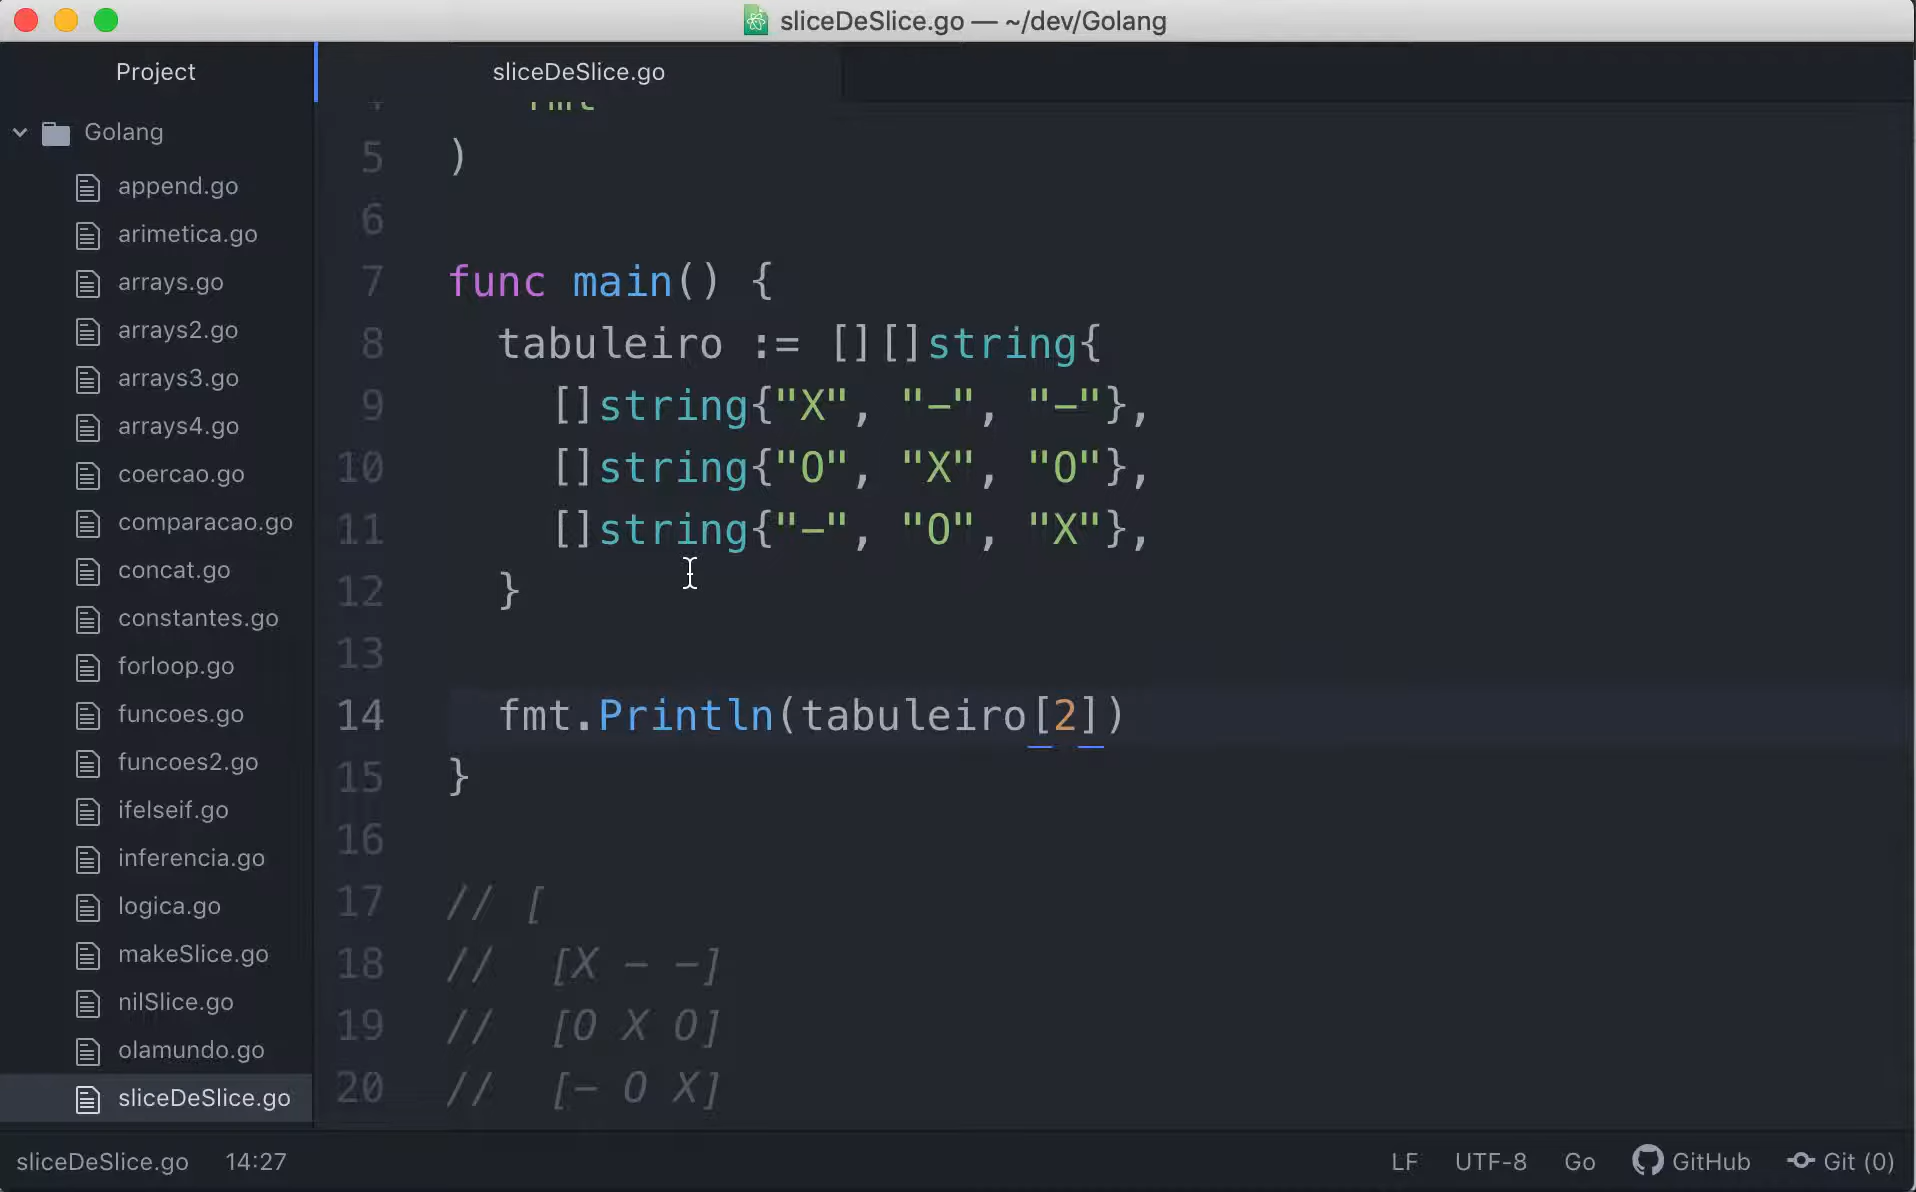 sliceDeSlice.go — ~/dev/Golang
Project
Golang
append.go
arimetica.go
arrays.go
arrays2.go
arrays3.go
arrays4.go
coercao.go
comparacao.go
concat.go
constantes.go
forloop.go
funcoes.go
funcoes2.go
ifelseif.go
inferencia.go
logica.go
makeSlice.go
nilSlice.go
olamundo.go
sliceDeSlice.go
sliceDeSlice.go
5 )
6
7 func main() {
8 tabuleiro := [][]string{
9 []string{"X", "-", "-"},
10 []string{"O", "X", "O"},
11 []string{"-", "O", "X"},
12 }
13
14 fmt.Println(tabuleiro[2])
15 }
16
17 // [
18 // [X - -]
19 // [O X O]
20 // [- O X]
sliceDeSlice.go 14:27 LF UTF-8 Go GitHub Git (0)